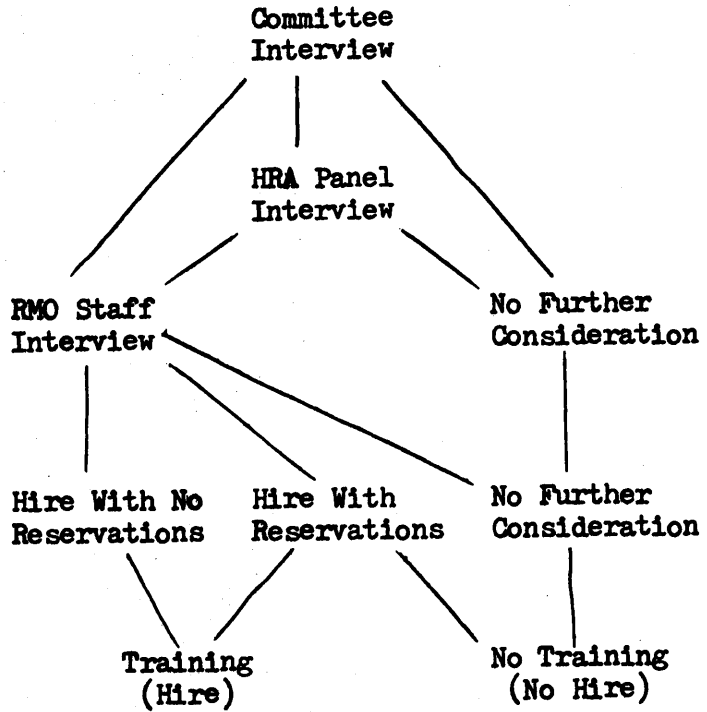 Committee
Interview
HRA Panel
Interview
RMO Staff
Interview
No Further
Consideration
Hire With No
Reservations
Hire With
Reservations
No Further
Consideration
Training
(Hire)
No Training
(No Hire)